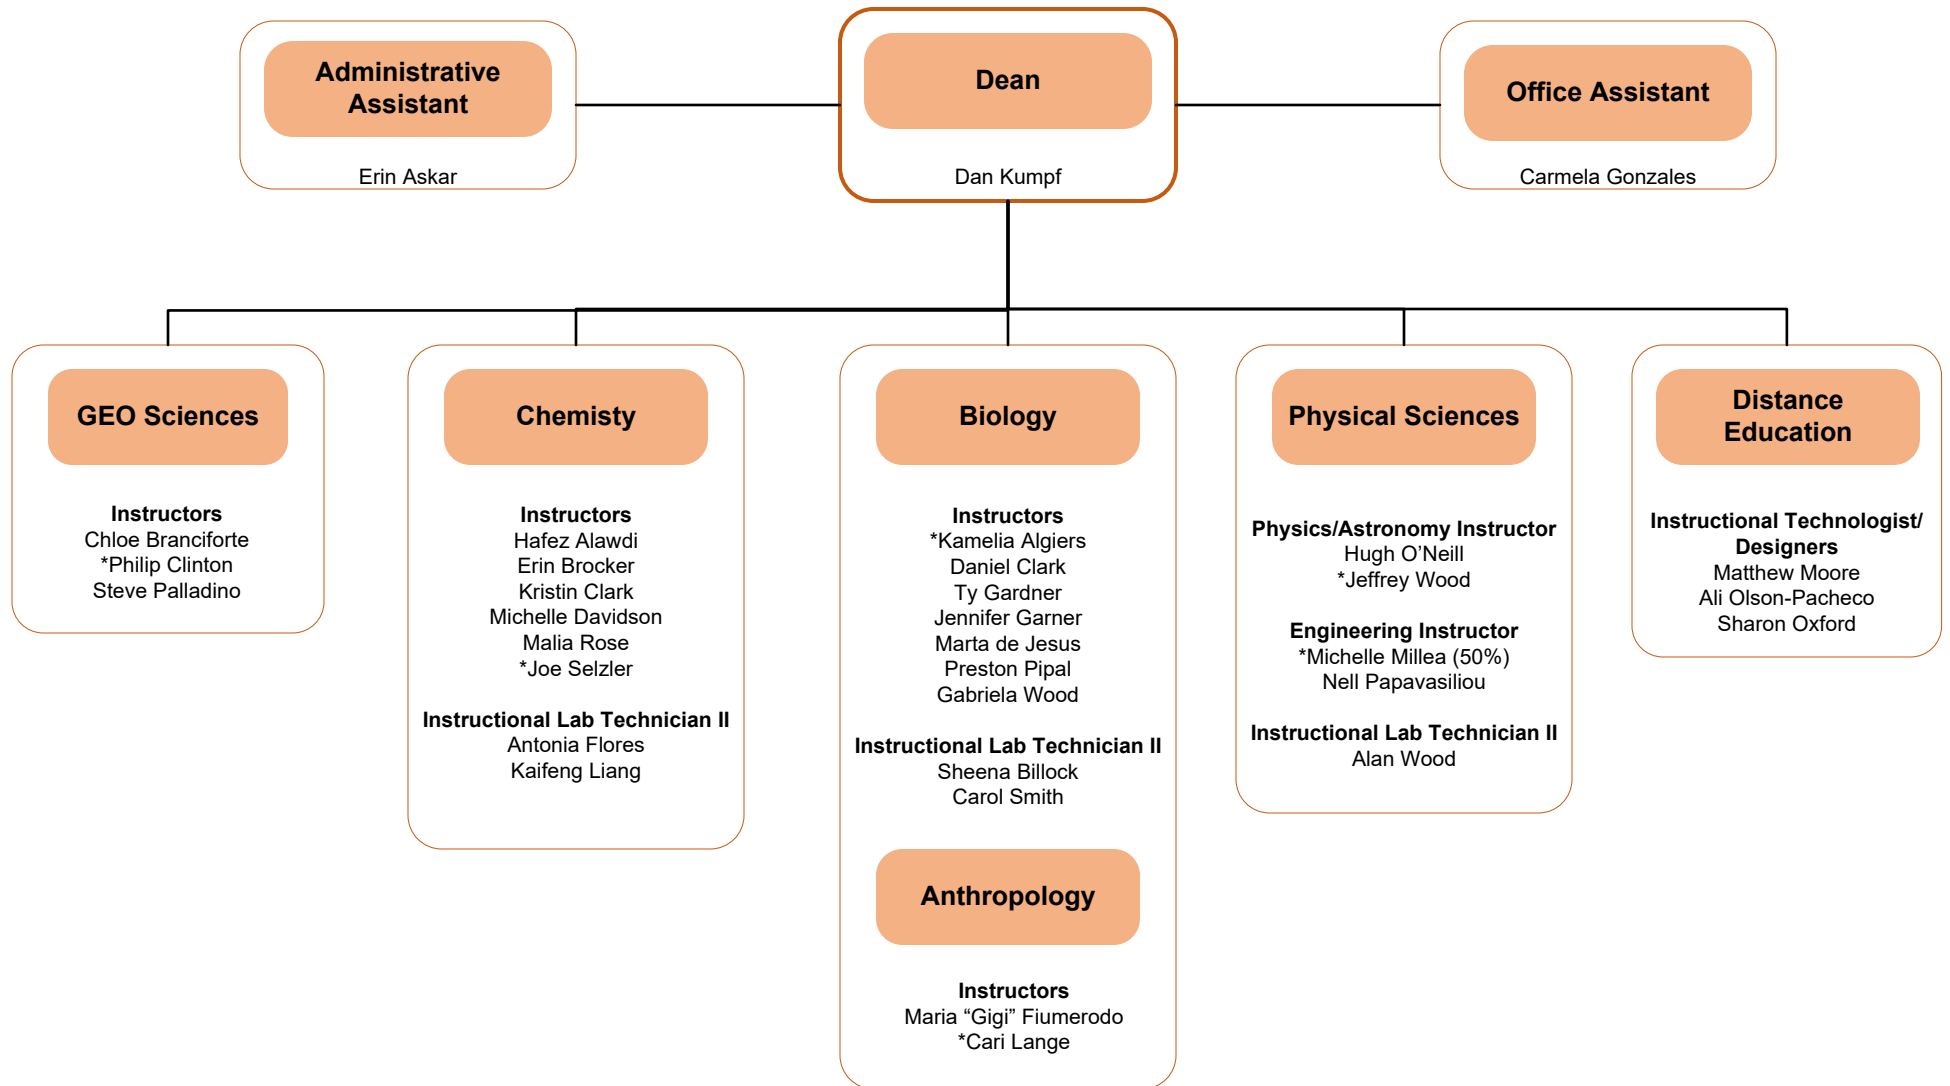 Administrative
Assistant
Erin Askar
Dean
Dan Kumpf
Office Assistant
Carmela Gonzales
GEO Sciences
Instructors
Chloe Branciforte
*Philip Clinton
Steve Palladino
Chemisty
Instructors
Hafez Alawdi
Erin Brocker
Kristin Clark
Michelle Davidson
Malia Rose
*Joe Selzler
Instructional Lab Technician II
Antonia Flores
Kaifeng Liang
Biology
Instructors
*Kamelia Algiers
Daniel Clark
Ty Gardner
Jennifer Garner
Marta de Jesus
Preston Pipal
Gabriela Wood
Instructional Lab Technician II
Sheena Billock
Carol Smith
Anthropology
Instructors
Maria “Gigi” Fiumerodo
*Cari Lange
Physical Sciences
Physics/Astronomy Instructor
Hugh O’Neill
*Jeffrey Wood
Engineering Instructor
*Michelle Millea (50%)
Nell Papavasiliou
Instructional Lab Technician II
Alan Wood
Distance
Education
Instructional Technologist/
Designers
Matthew Moore
Ali Olson-Pacheco
Sharon Oxford